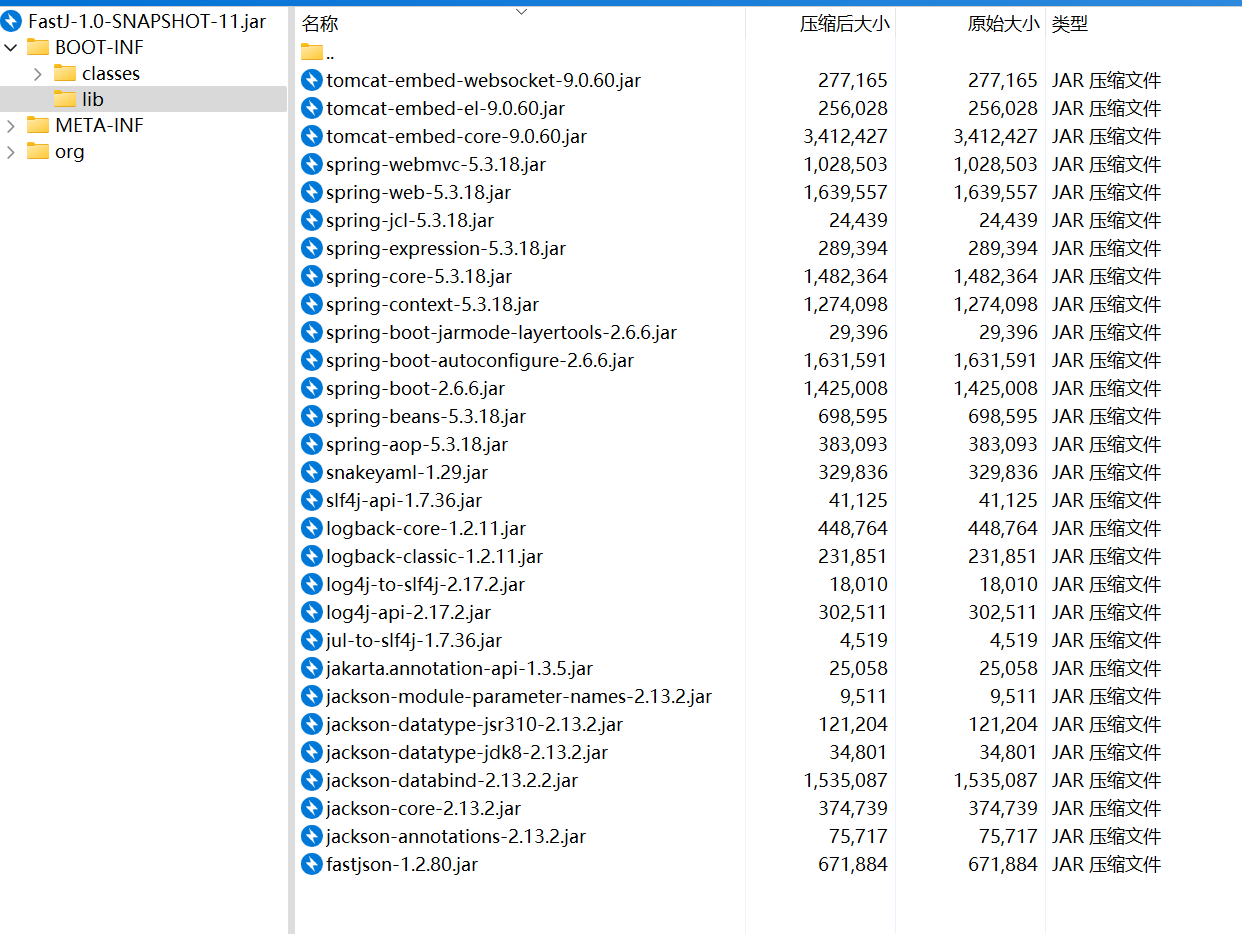 FastJ-1.0-SNAPSHOT-11.jar
BOOT-INF
classes
lib
META-INF
org
名称 压缩后大小 原始大小 类型
..
tomcat-embed-websocket-9.0.60.jar 277,165 277,165 JAR 压缩文件
tomcat-embed-el-9.0.60.jar 256,028 256,028 JAR 压缩文件
tomcat-embed-core-9.0.60.jar 3,412,427 3,412,427 JAR 压缩文件
spring-webmvc-5.3.18.jar 1,028,503 1,028,503 JAR 压缩文件
spring-web-5.3.18.jar 1,639,557 1,639,557 JAR 压缩文件
spring-jcl-5.3.18.jar 24,439 24,439 JAR 压缩文件
spring-expression-5.3.18.jar 289,394 289,394 JAR 压缩文件
spring-core-5.3.18.jar 1,482,364 1,482,364 JAR 压缩文件
spring-context-5.3.18.jar 1,274,098 1,274,098 JAR 压缩文件
spring-boot-jarmode-layertools-2.6.6.jar 29,396 29,396 JAR 压缩文件
spring-boot-autoconfigure-2.6.6.jar 1,631,591 1,631,591 JAR 压缩文件
spring-boot-2.6.6.jar 1,425,008 1,425,008 JAR 压缩文件
spring-beans-5.3.18.jar 698,595 698,595 JAR 压缩文件
spring-aop-5.3.18.jar 383,093 383,093 JAR 压缩文件
snakeyaml-1.29.jar 329,836 329,836 JAR 压缩文件
slf4j-api-1.7.36.jar 41,125 41,125 JAR 压缩文件
logback-core-1.2.11.jar 448,764 448,764 JAR 压缩文件
logback-classic-1.2.11.jar 231,851 231,851 JAR 压缩文件
log4j-to-slf4j-2.17.2.jar 18,010 18,010 JAR 压缩文件
log4j-api-2.17.2.jar 302,511 302,511 JAR 压缩文件
jul-to-slf4j-1.7.36.jar 4,519 4,519 JAR 压缩文件
jakarta.annotation-api-1.3.5.jar 25,058 25,058 JAR 压缩文件
jackson-module-parameter-names-2.13.2.jar 9,511 9,511 JAR 压缩文件
jackson-datatype-jsr310-2.13.2.jar 121,204 121,204 JAR 压缩文件
jackson-datatype-jdk8-2.13.2.jar 34,801 34,801 JAR 压缩文件
jackson-databind-2.13.2.2.jar 1,535,087 1,535,087 JAR 压缩文件
jackson-core-2.13.2.jar 374,739 374,739 JAR 压缩文件
jackson-annotations-2.13.2.jar 75,717 75,717 JAR 压缩文件
fastjson-1.2.80.jar 671,884 671,884 JAR 压缩文件